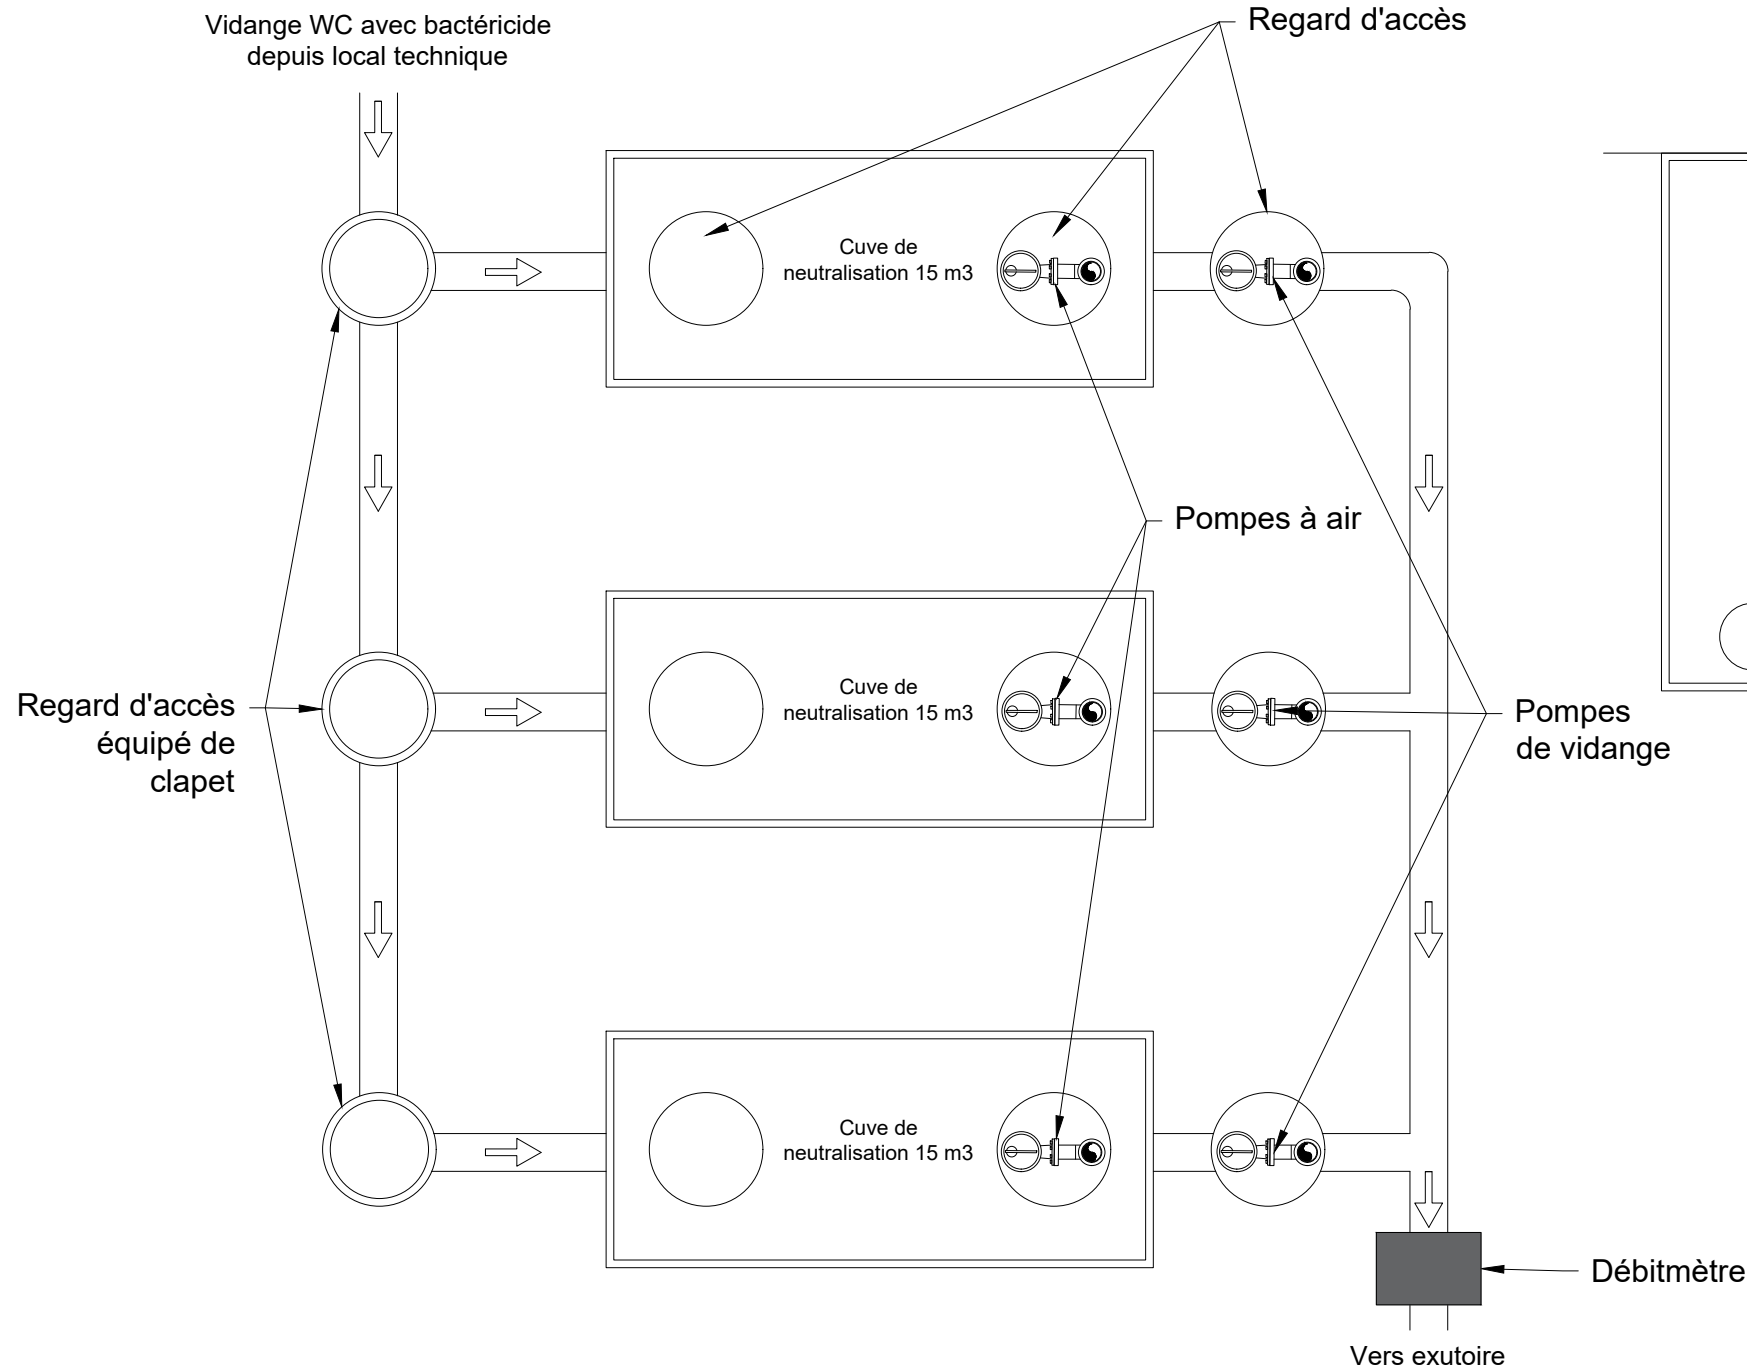 Vidange WC avec bactéricide
depuis local technique
Regard d'accès
Cuve de
neutralisation 15 m3
Pompes à air
Cuve de
neutralisation 15 m3
Regard d'accès
équipé de
clapet
Pompes
de vidange
Cuve de
neutralisation 15 m3
Débitmètre
Vers exutoire